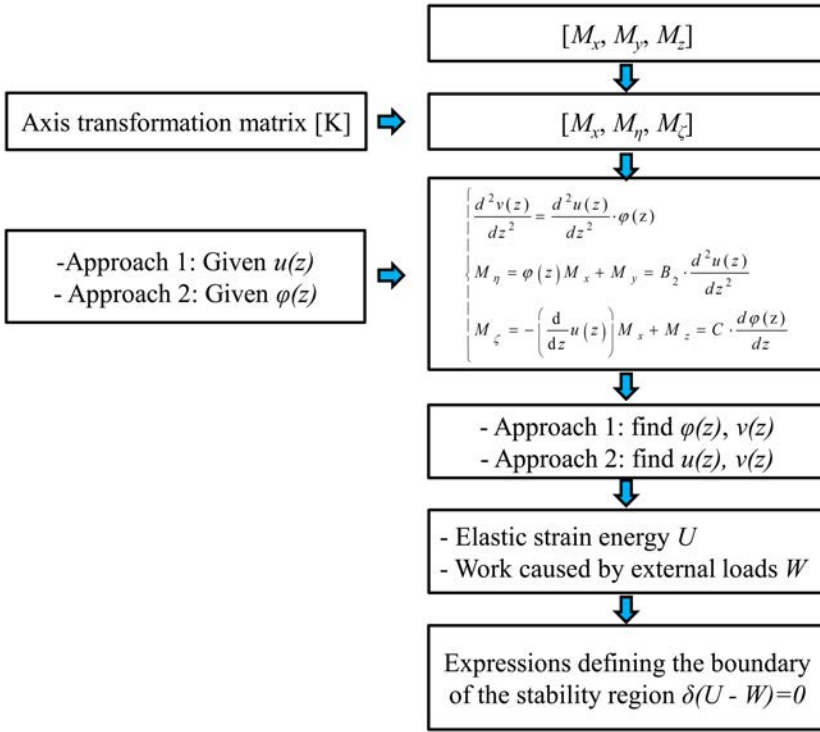 [Mx, My, Mz]
Axis transformation matrix [K]
[Mx, Mη, Mζ]
-Approach 1: Given u(z)
- Approach 2: Given φ(z)
d²v(z)/dz² = d²u(z)/dz² · φ(z)
Mη = φ(z)Mx + My = B₂ · d²u(z)/dz²
Mζ = -(d/dz u(z))Mx + Mz = C · dφ(z)/dz
- Approach 1: find φ(z), v(z)
- Approach 2: find u(z), v(z)
- Elastic strain energy U
- Work caused by external loads W
Expressions defining the boundary
of the stability region δ(U - W)=0